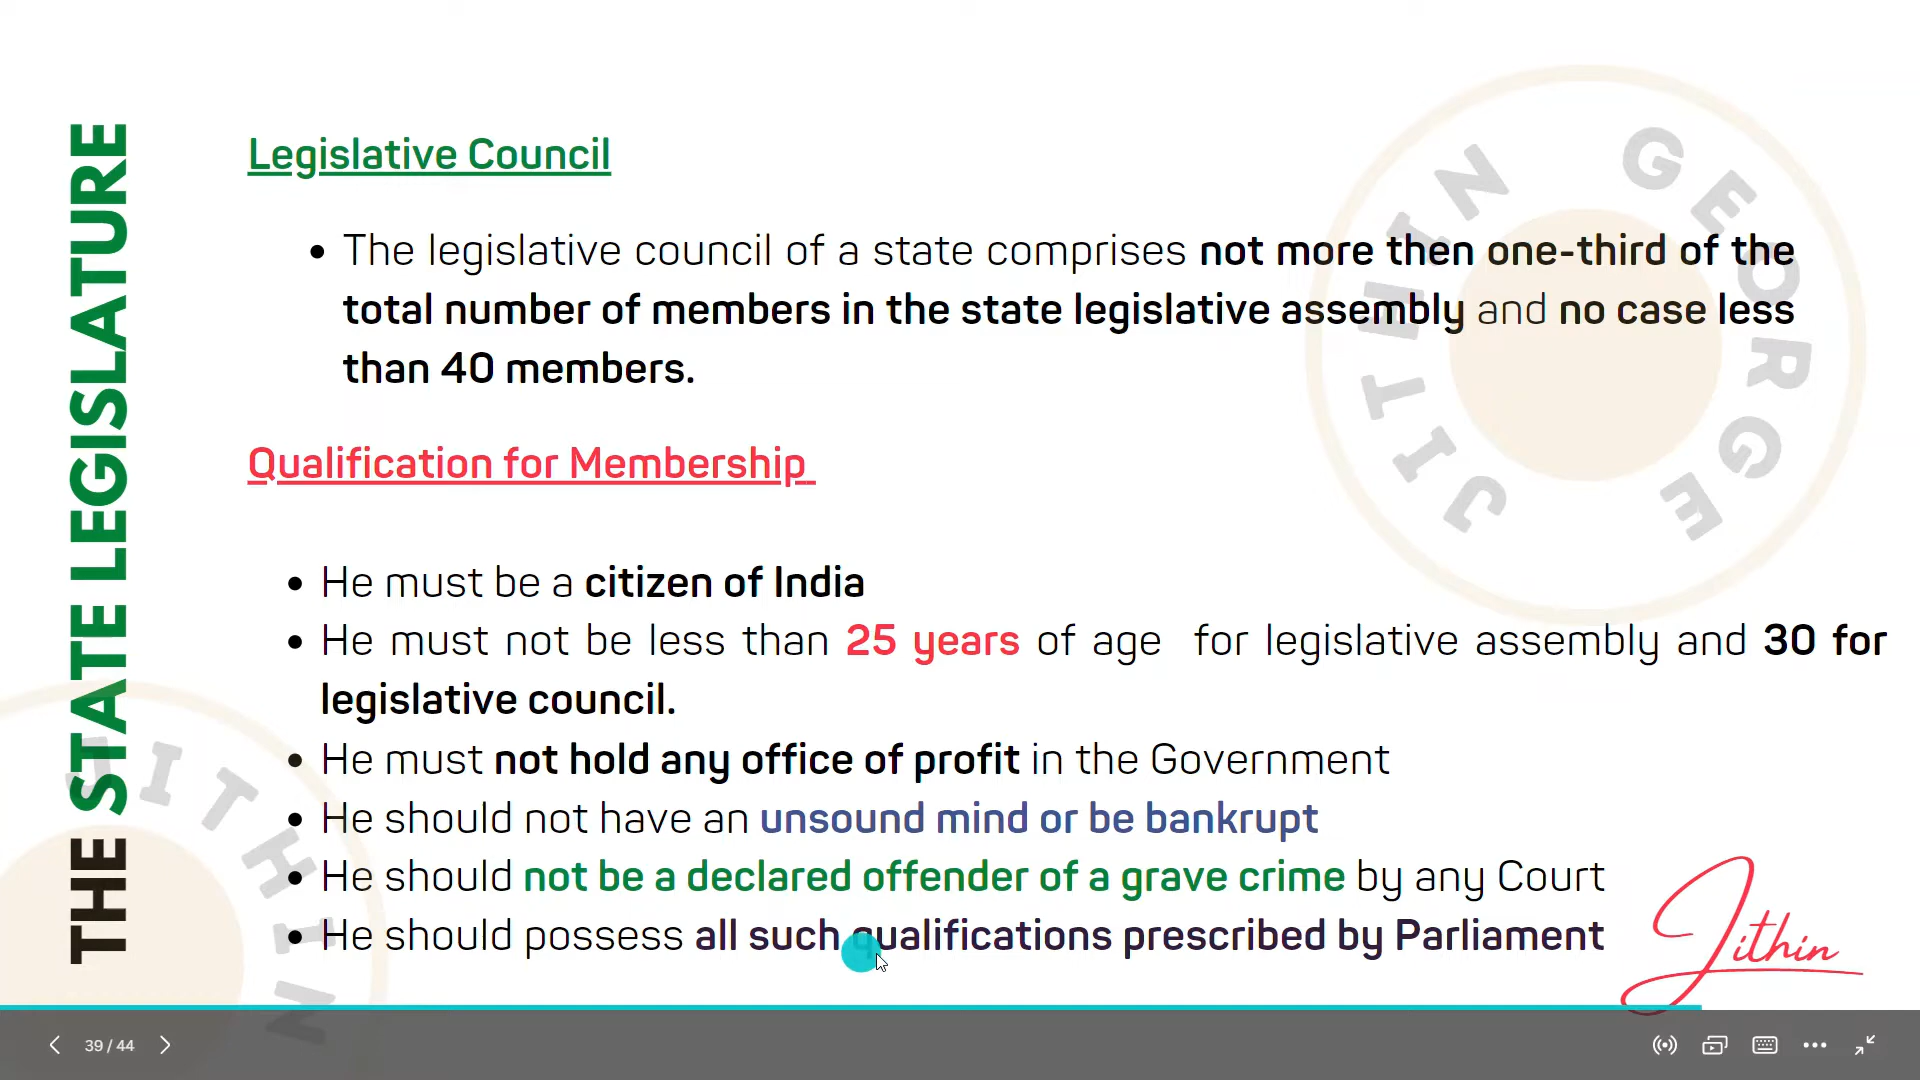 THE STATE LEGISLATURE
Legislative Council
• The legislative council of a state comprises not more then one-third of the
total number of members in the state legislative assembly and no case less
than 40 members.
Qualification for Membership
• He must be a citizen of India
• He must not be less than 25 years of age for legislative assembly and 30 for
legislative council.
• He must not hold any office of profit in the Government
• He should not have an unsound mind or be bankrupt
• He should not be a declared offender of a grave crime by any Court
• He should possess all such qualifications prescribed by Parliament
JITHIN GEORGE
JITHIN
Jithin
39 / 44